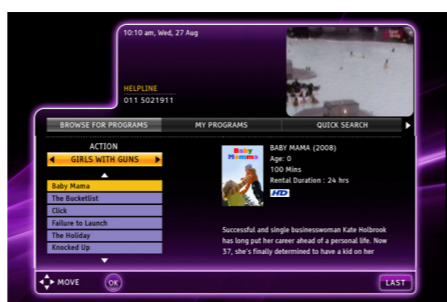 10:10 am, Wed, 27 Aug
HELPLINE
011 5021911
BROWSE FOR PROGRAMS
MY PROGRAMS
QUICK SEARCH
ACTION
GIRLS WITH GUNS
Baby Mama
The Bucketlist
Click
Failure to Launch
The Holiday
Knocked Up
Baby
BABY MAMA (2008)
Age: 0
100 Mins
Rental Duration : 24 hrs
HD
Successful and single businesswoman Kate Holbrook
has long put her career ahead of a personal life. Now
37, she's finally determined to have a kid on her
MOVE
OK
LAST